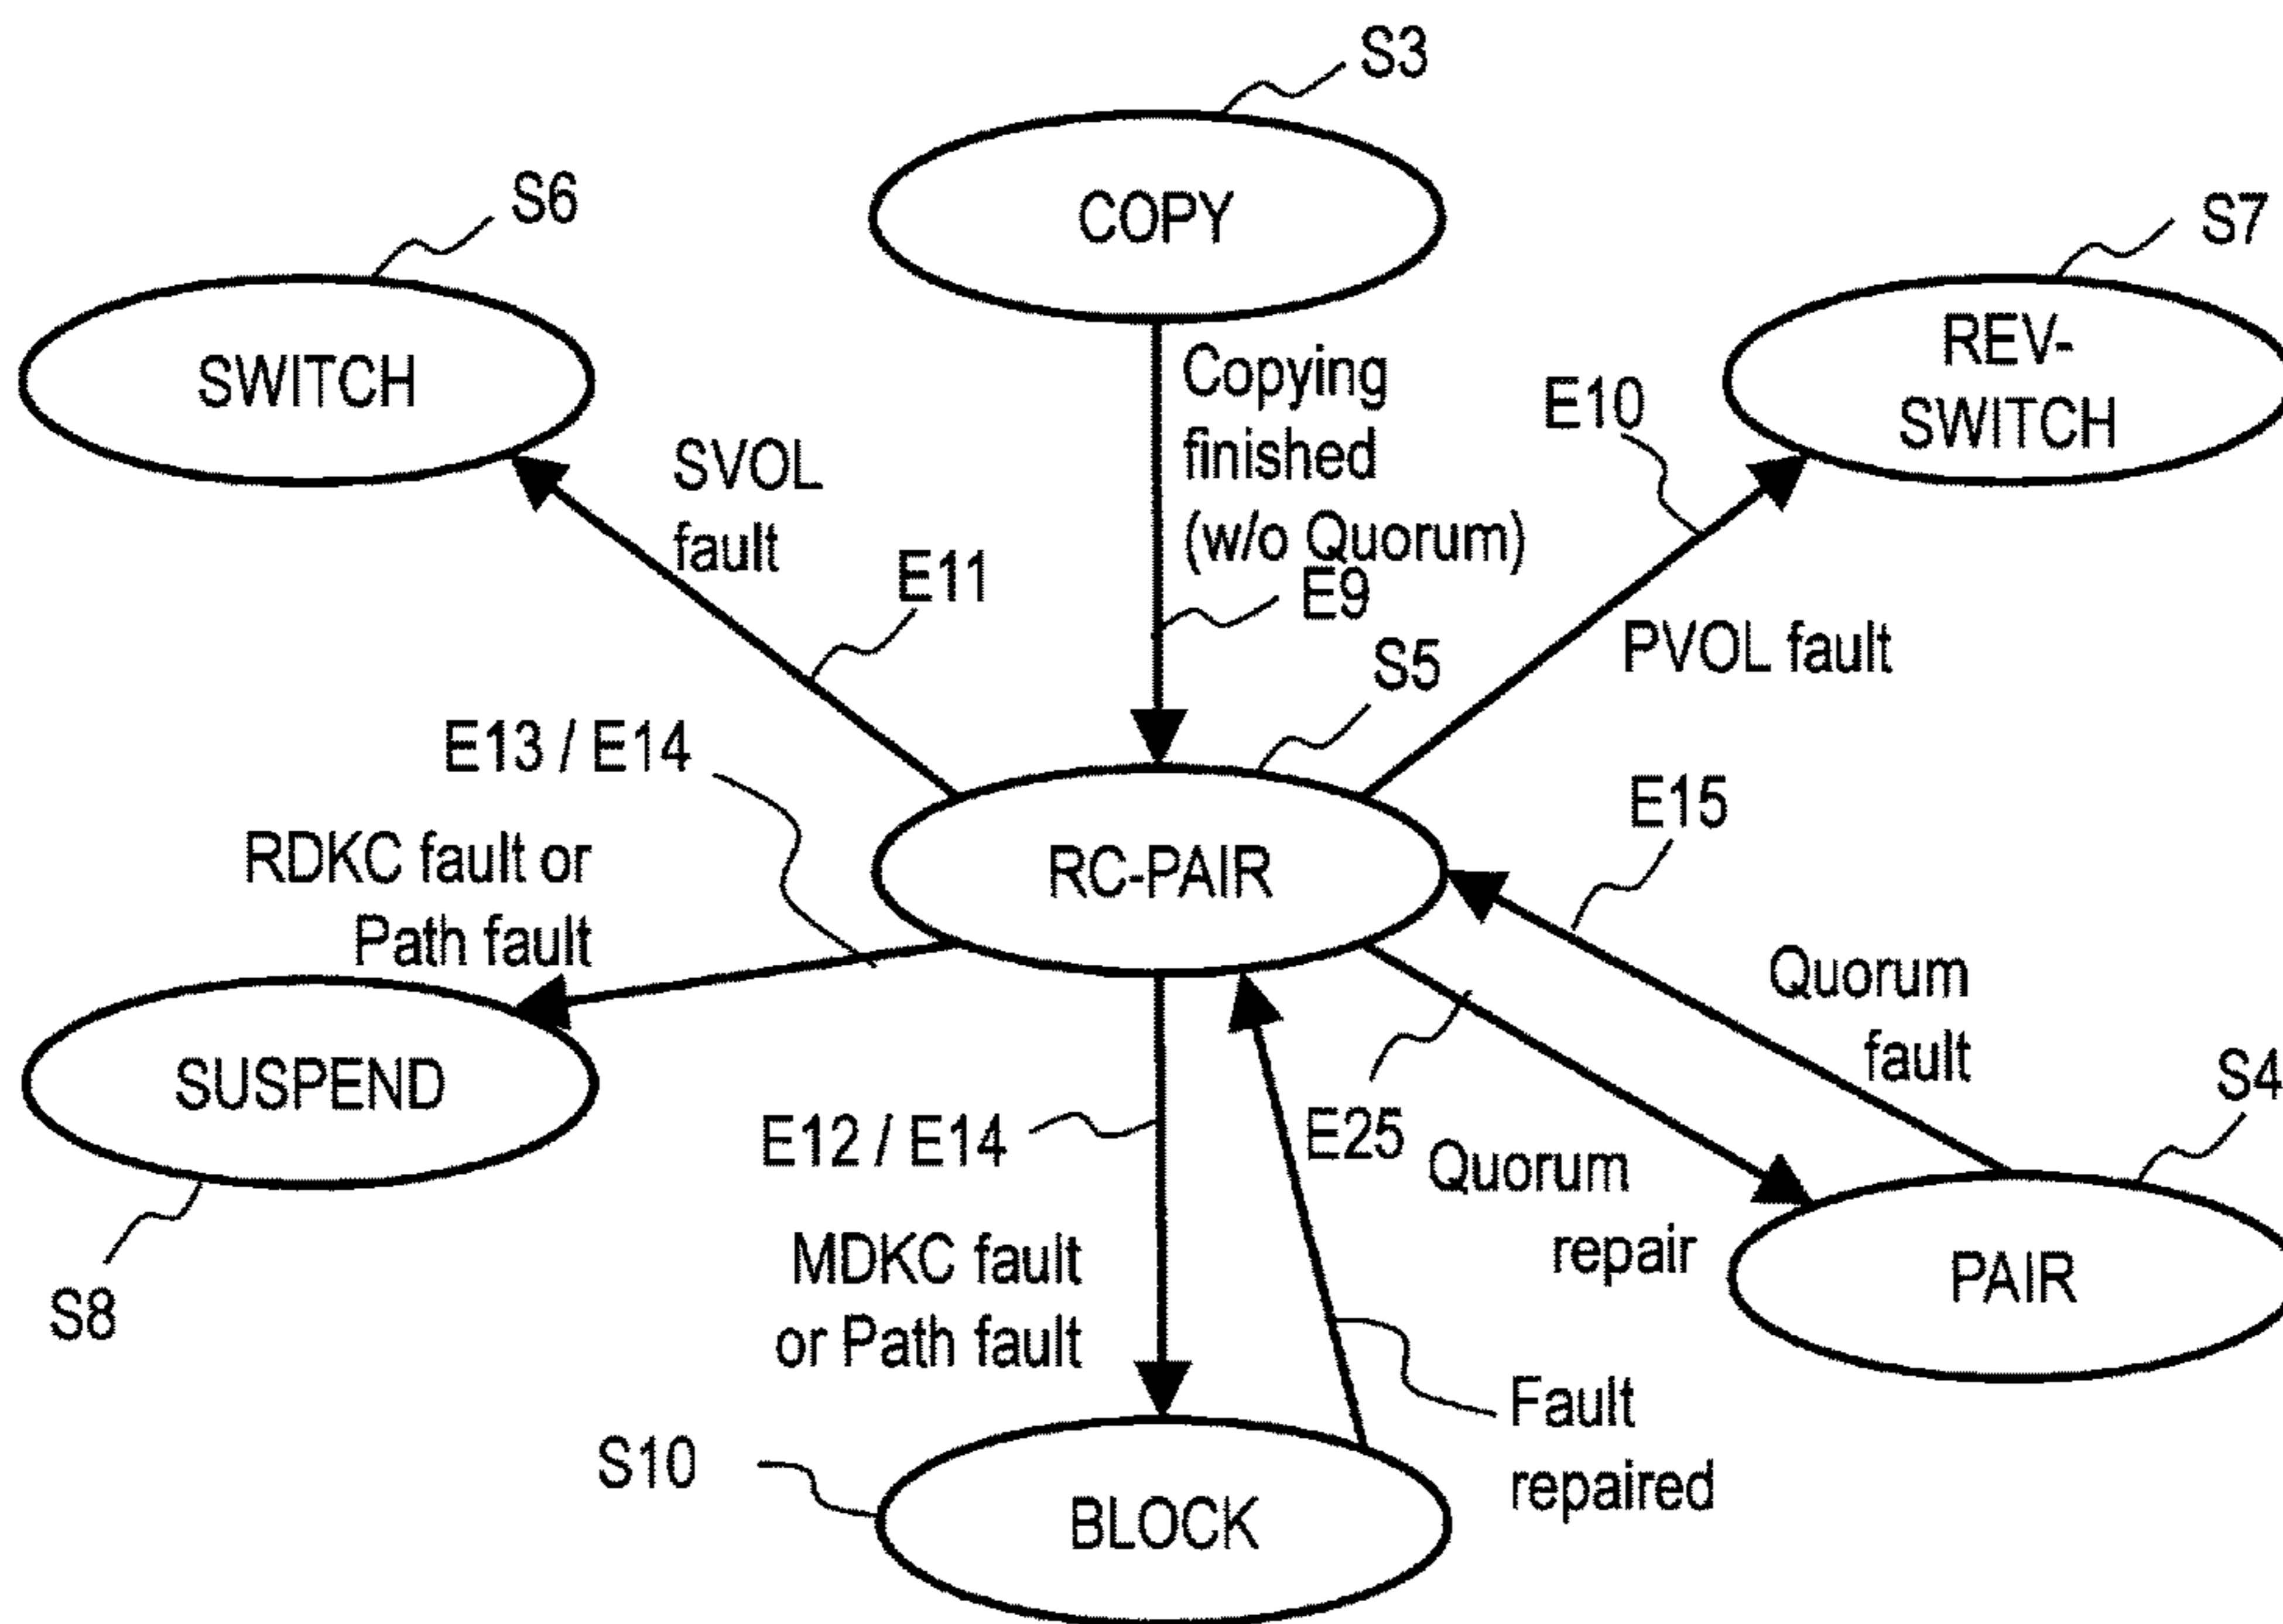 S3
COPY
S6
SWITCH
S7
REV-
SWITCH
Copying
finished
(w/o Quorum)
E9
E10
SVOL
fault
E11
PVOL fault
S5
E13 / E14
RC-PAIR
E15
RDKC fault or
Path fault
Quorum
fault
SUSPEND
S8
E12 / E14
E25
S4
Quorum
repair
MDKC fault
or Path fault
PAIR
Fault
repaired
S10
BLOCK